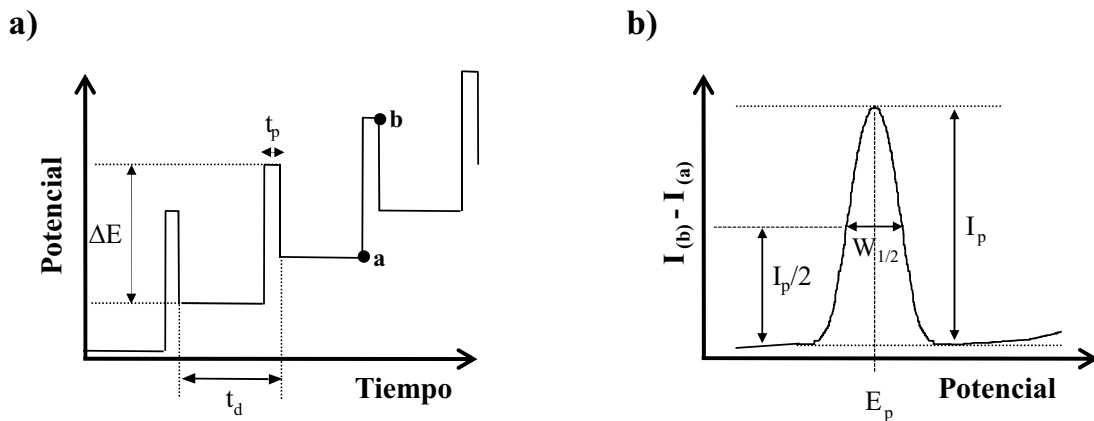 a)
b)
Potencial
t_p
b
ΔE
a
t_d
Tiempo
I_(b) - I_(a)
I_p/2
W_1/2
I_p
E_p
Potencial